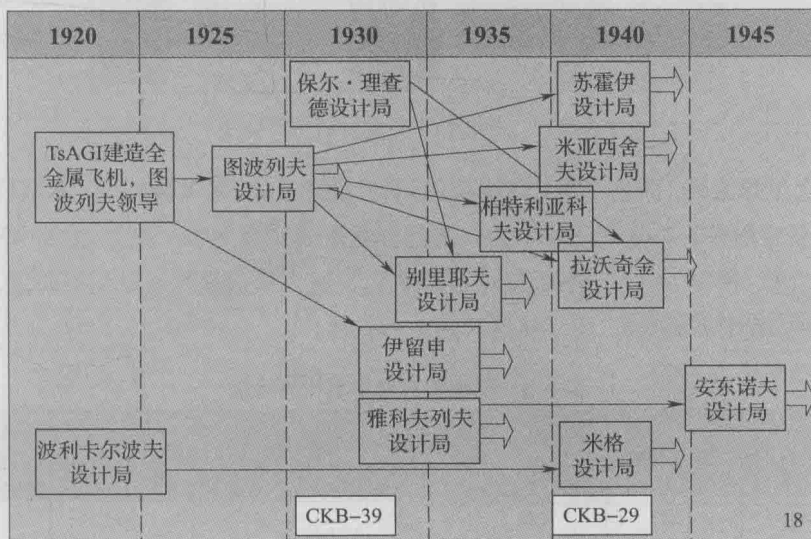 1920 1925 1930 1935 1940 1945
保尔·理查
德设计局
苏霍伊
设计局
TsAGI建造全
金属飞机，图
波列夫领导
图波列夫
设计局
米亚西舍
夫设计局
柏特利亚科
夫设计局
别里耶夫
设计局
拉沃奇金
设计局
伊留申
设计局
安东诺夫
设计局
雅科夫列夫
设计局
波利卡尔波夫
设计局
米格
设计局
CKB–39
CKB–29
18